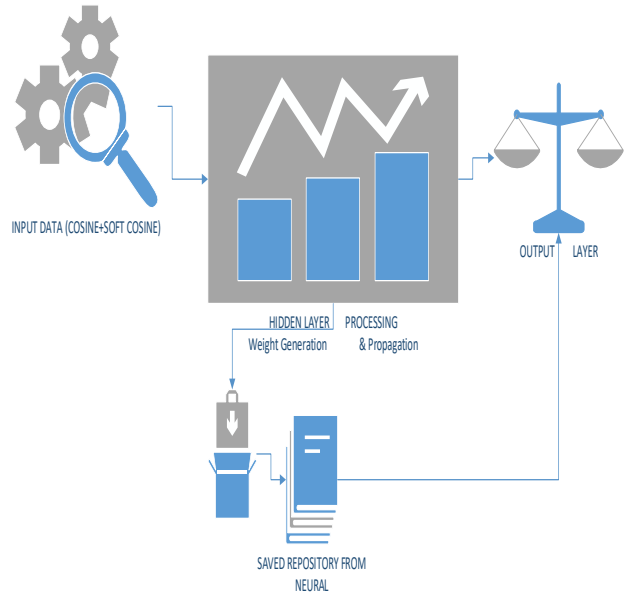 INPUT DATA (COSINE+SOFT COSINE)
OUTPUT LAYER
HIDDEN LAYER PROCESSING
Weight Generation & Propagation
SAVED REPOSITORY FROM
NEURAL